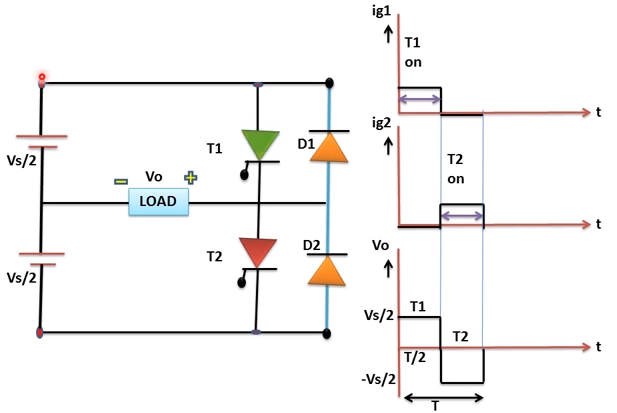 ig1
T1
on
t
ig2
T2
on
t
Vo
Vs/2
T1
T2
T/2
t
-Vs/2
T
Vs/2
T1
D1
− Vo +
LOAD
Vs/2
T2
D2